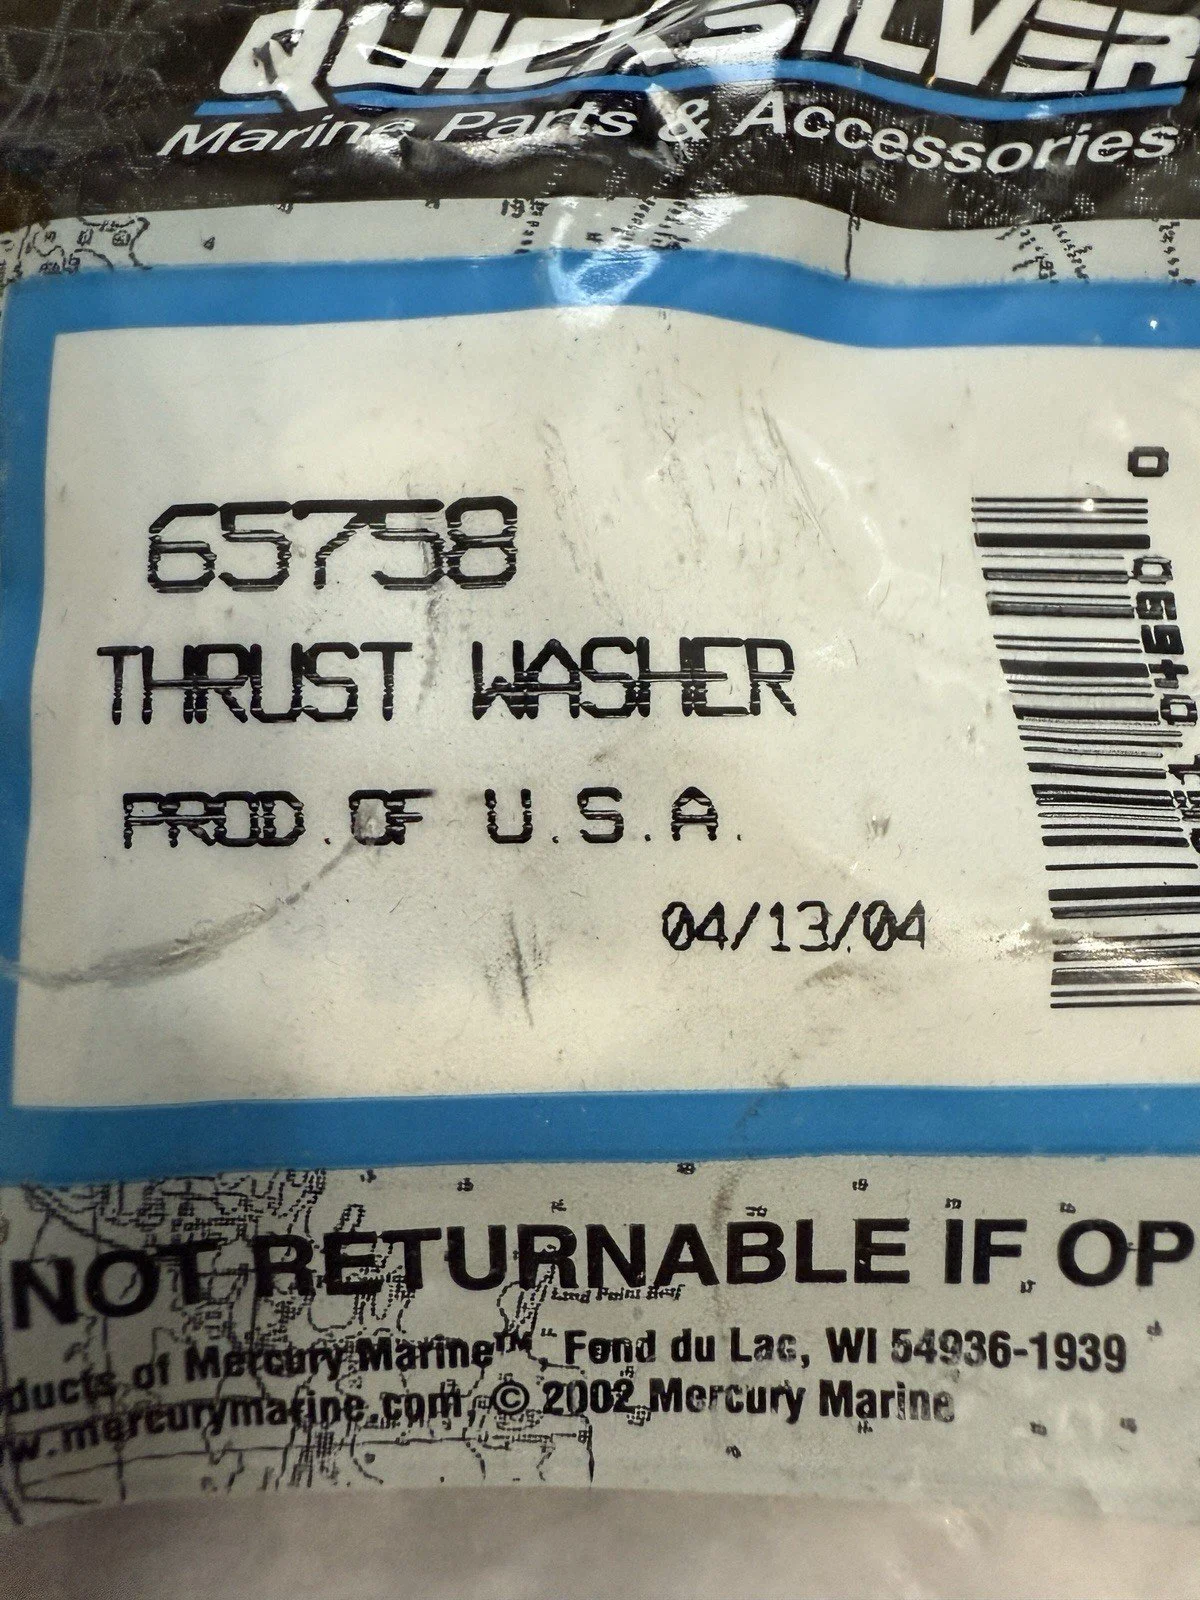 QUICKSILVER
Marine Parts & Accessories
65758
THRUST WASHER
PROD.OF U.S.A.
04/13/04
0
NOT RETURNABLE IF OP
ducts of Mercury Marine™ Fond du Lac, WI 54936-1939
w.mercurymarine.com, © 2002 Mercury Marine